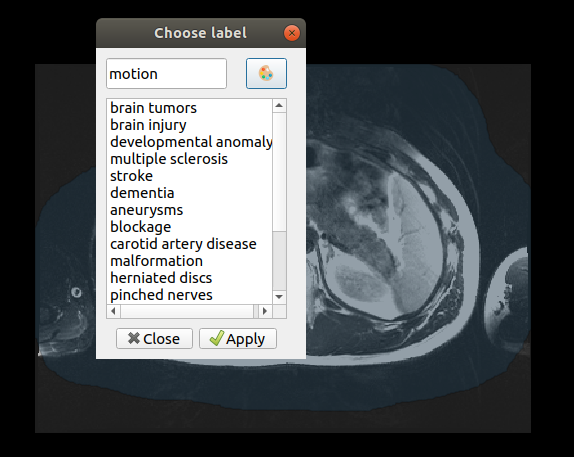 Choose label
motion
brain tumors
brain injury
developmental anomaly
multiple sclerosis
stroke
dementia
aneurysms
blockage
carotid artery disease
malformation
herniated discs
pinched nerves
Close
Apply